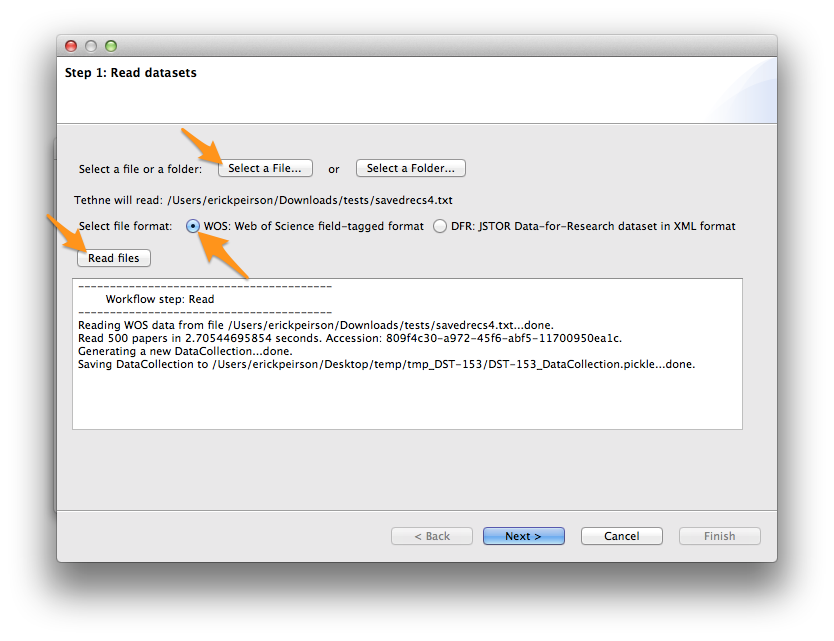 Step 1: Read datasets
Select a file or a folder: Select a File... or Select a Folder...
Tethne will read: /Users/erickpeirson/Downloads/tests/savedrecs4.txt
Select file format: WOS: Web of Science field-tagged format DFR: JSTOR Data-for-Research dataset in XML format
Read files
----------------------------------------
Workflow step: Read
----------------------------------------
Reading WOS data from file /Users/erickpeirson/Downloads/tests/savedrecs4.txt...done.
Read 500 papers in 2.70544695854 seconds. Accession: 809f4c30-a972-45f6-abf5-11700950ea1c.
Generating a new DataCollection...done.
Saving DataCollection to /Users/erickpeirson/Desktop/temp/tmp_DST-153/DST-153_DataCollection.pickle...done.
< Back Next > Cancel Finish